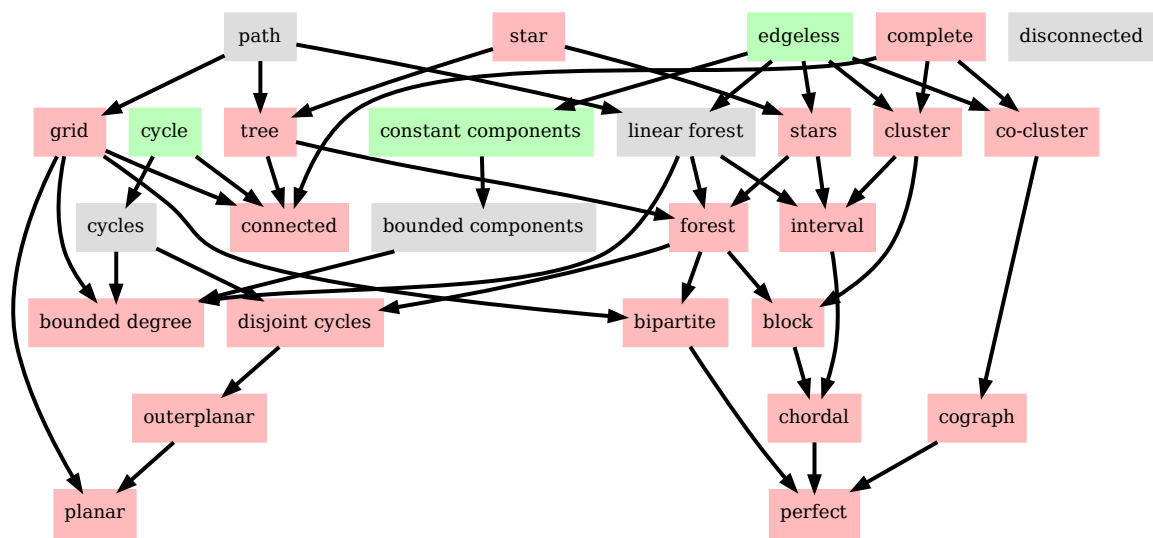 path
star
edgeless
complete
disconnected
grid
cycle
tree
constant components
linear forest
stars
cluster
co-cluster
cycles
connected
bounded components
forest
interval
bounded degree
disjoint cycles
bipartite
block
outerplanar
chordal
cograph
planar
perfect